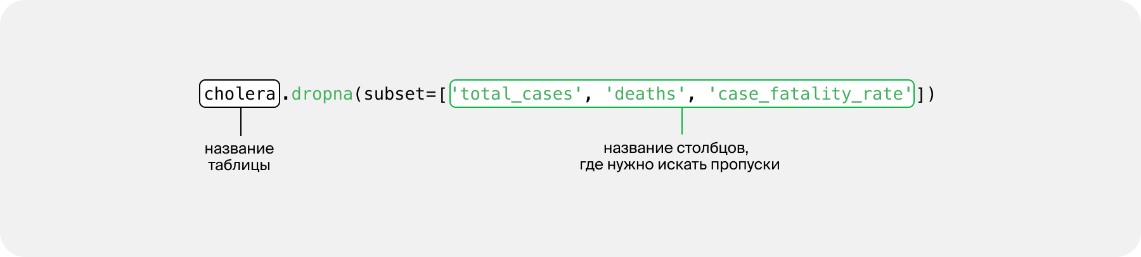 cholera.dropna(subset=['total_cases', 'deaths', 'case_fatality_rate'])
название
таблицы
название столбцов,
где нужно искать пропуски